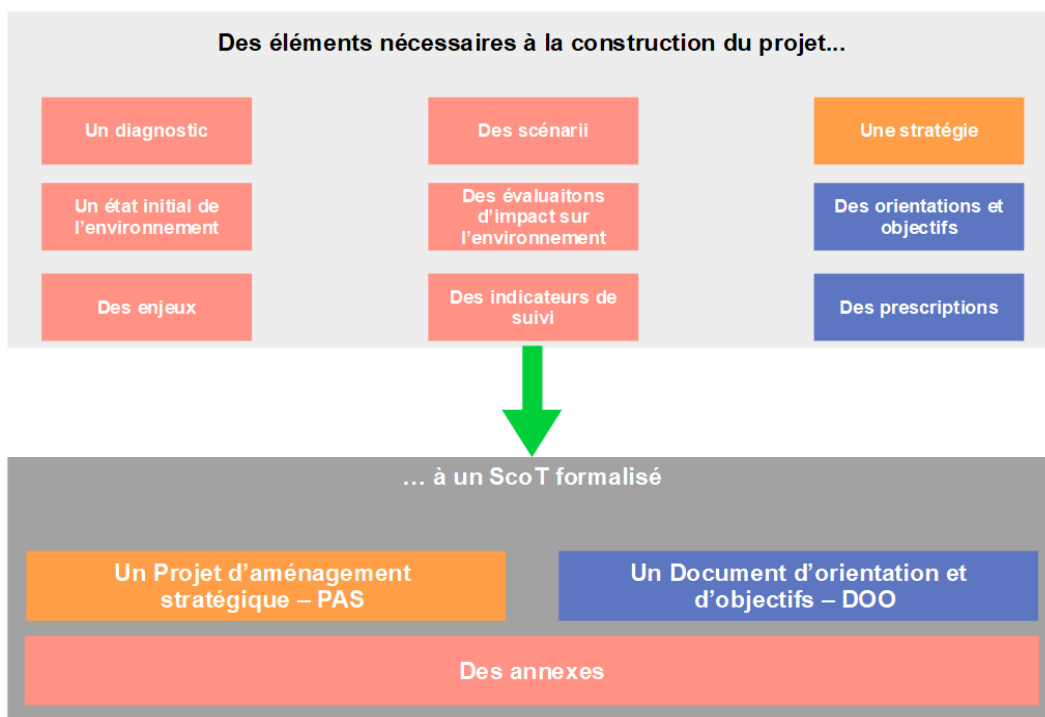 Des éléments nécessaires à la construction du projet...
Un diagnostic
Des scénarii
Une stratégie
Un état initial de
l'environnement
Des évaluaitons
d'impact sur
l'environnement
Des orientations et
objectifs
Des enjeux
Des indicateurs de
suivi
Des prescriptions
… à un ScoT formalisé
Un Projet d'aménagement
stratégique – PAS
Un Document d'orientation et
d'objectifs – DOO
Des annexes